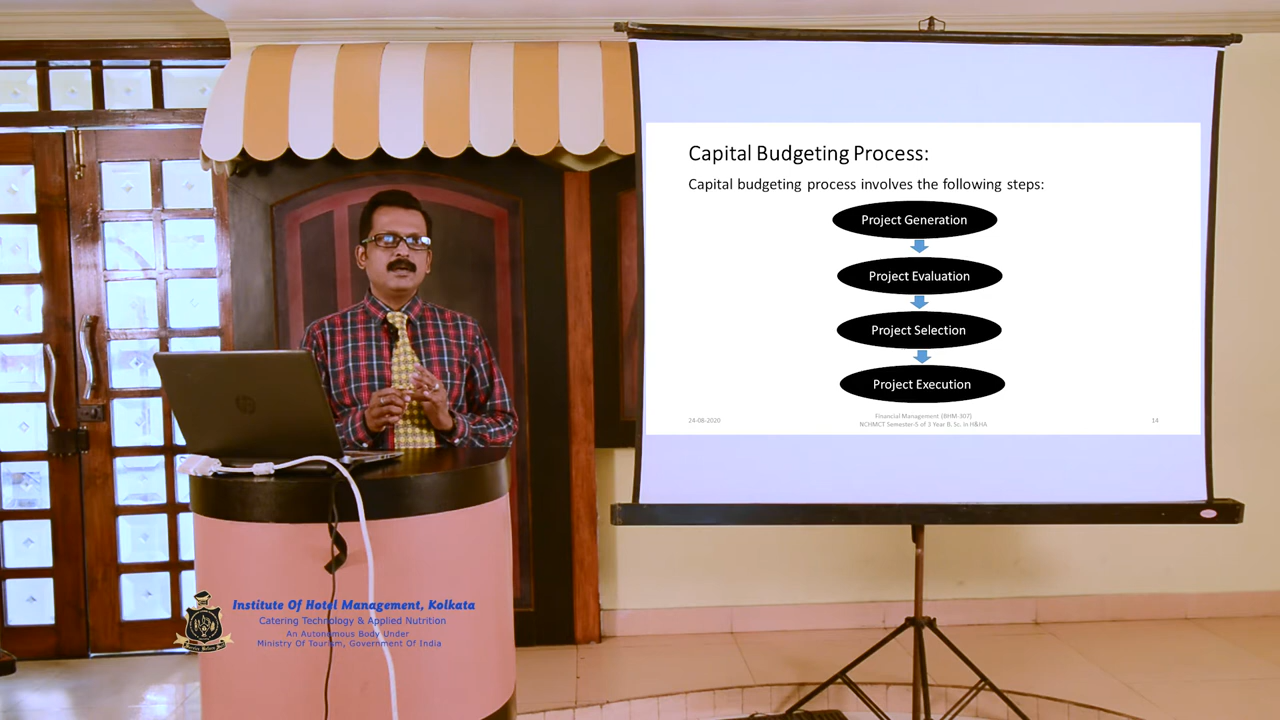 Capital Budgeting Process:
Capital budgeting process involves the following steps:
Project Generation
Project Evaluation
Project Selection
Project Execution
24-08-2020
Financial Management [BHM-307]
NCHMCT Semester-5 of 3 Year B. Sc. In H&HA
14
Institute Of Hotel Management, Kolkata
Catering Technology & Applied Nutrition
An Autonomous Body Under
Ministry Of Tourism, Government Of India